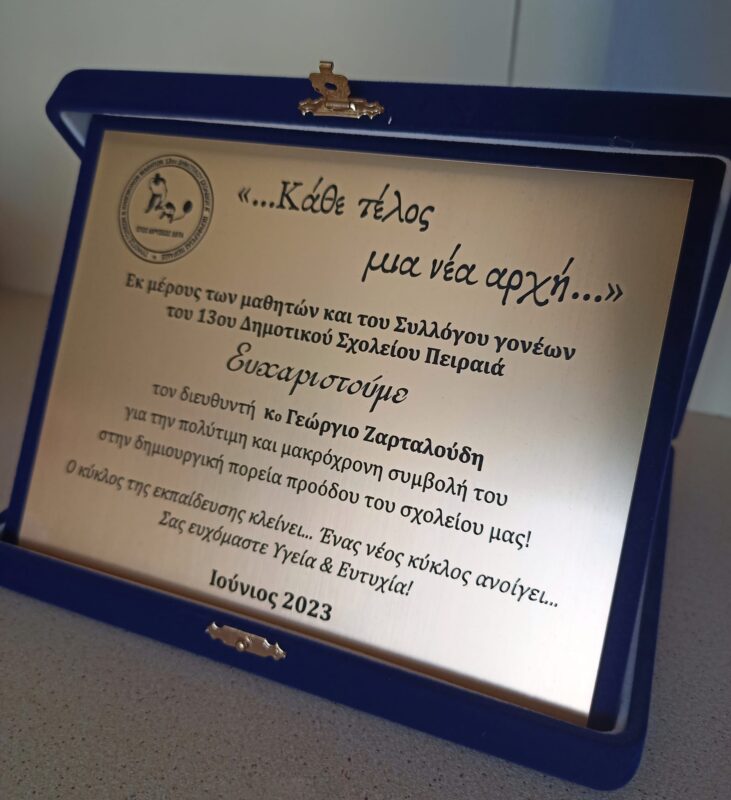 «...Κάθε τέλος
μια νέα αρχή...»
Εκ μέρους των μαθητών και του Συλλόγου γονέων
του 13ου Δημοτικού Σχολείου Πειραιά
Ευχαριστούμε
τον διευθυντή κο Γεώργιο Ζαρταλούδη
για την πολύτιμη και μακρόχρονη συμβολή του
στην δημιουργική πορεία προόδου του σχολείου μας!
Ο κύκλος της εκπαίδευσης κλείνει... Ένας νέος κύκλος ανοίγει...
Σας ευχόμαστε Υγεία & Ευτυχία!
Ιούνιος 2023